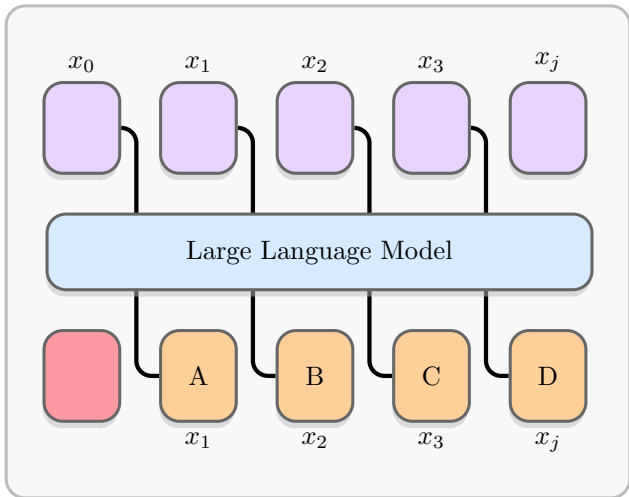 x₀ x₁ x₂ x₃ xⱼ
Large Language Model
A B C D
x₁ x₂ x₃ xⱼ